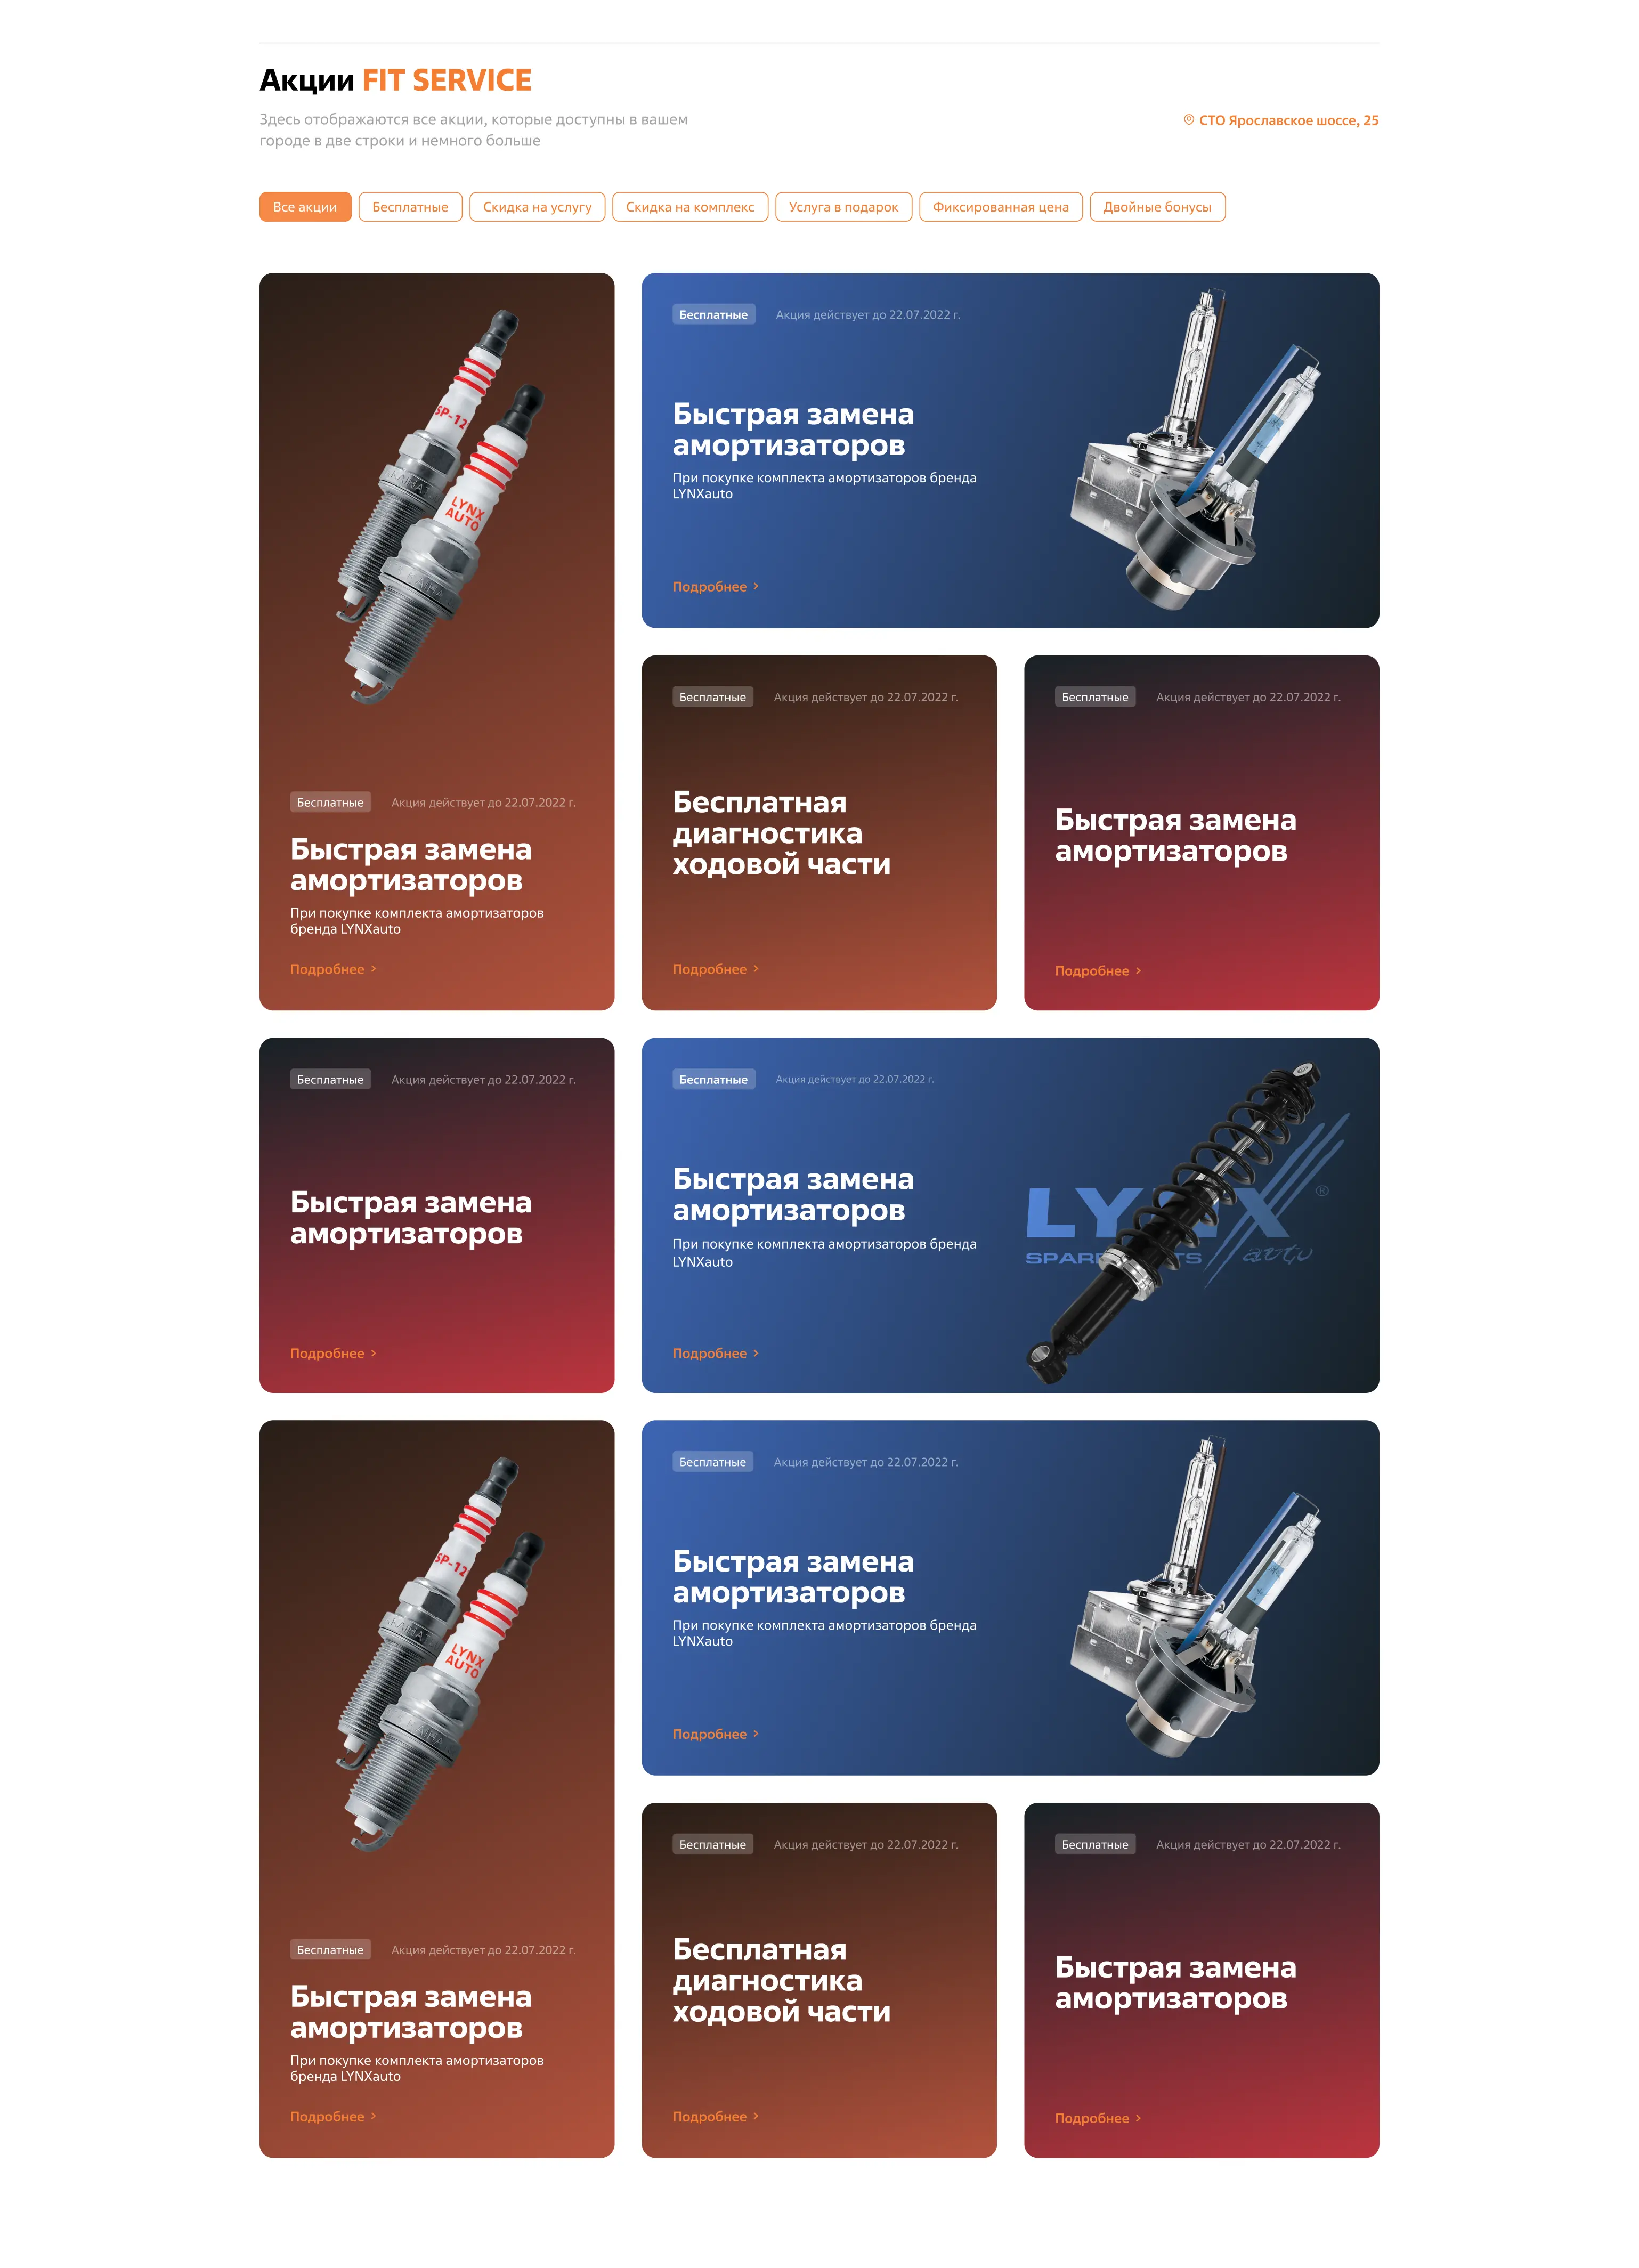 Акции FIT SERVICE
Здесь отображаются все акции, которые доступны в вашем
городе в две строки и немного больше
СТО Ярославское шоссе, 25
Все акции
Бесплатные
Скидка на услугу
Скидка на комплекс
Услуга в подарок
Фиксированная цена
Двойные бонусы
SP-12
LYNX
AUTO
Бесплатные
Акция действует до 22.07.2022 г.
Быстрая замена
амортизаторов
При покупке комплекта амортизаторов
бренда LYNXauto
Подробнее
Бесплатные
Акция действует до 22.07.2022 г.
Быстрая замена
амортизаторов
При покупке комплекта амортизаторов бренда
LYNXauto
Подробнее
Бесплатные
Акция действует до 22.07.2022 г.
Бесплатная
диагностика
ходовой части
Подробнее
Бесплатные
Акция действует до 22.07.2022 г.
Быстрая замена
амортизаторов
Подробнее
Бесплатные
Акция действует до 22.07.2022 г.
Быстрая замена
амортизаторов
Подробнее
Бесплатные
Акция действует до 22.07.2022 г.
Быстрая замена
амортизаторов
При покупке комплекта амортизаторов бренда
LYNXauto
Подробнее
LYNX ®
auto
SP-12
LYNX
AUTO
Бесплатные
Акция действует до 22.07.2022 г.
Быстрая замена
амортизаторов
При покупке комплекта амортизаторов
бренда LYNXauto
Подробнее
Бесплатные
Акция действует до 22.07.2022 г.
Быстрая замена
амортизаторов
При покупке комплекта амортизаторов бренда
LYNXauto
Подробнее
Бесплатные
Акция действует до 22.07.2022 г.
Бесплатная
диагностика
ходовой части
Подробнее
Бесплатные
Акция действует до 22.07.2022 г.
Быстрая замена
амортизаторов
Подробнее